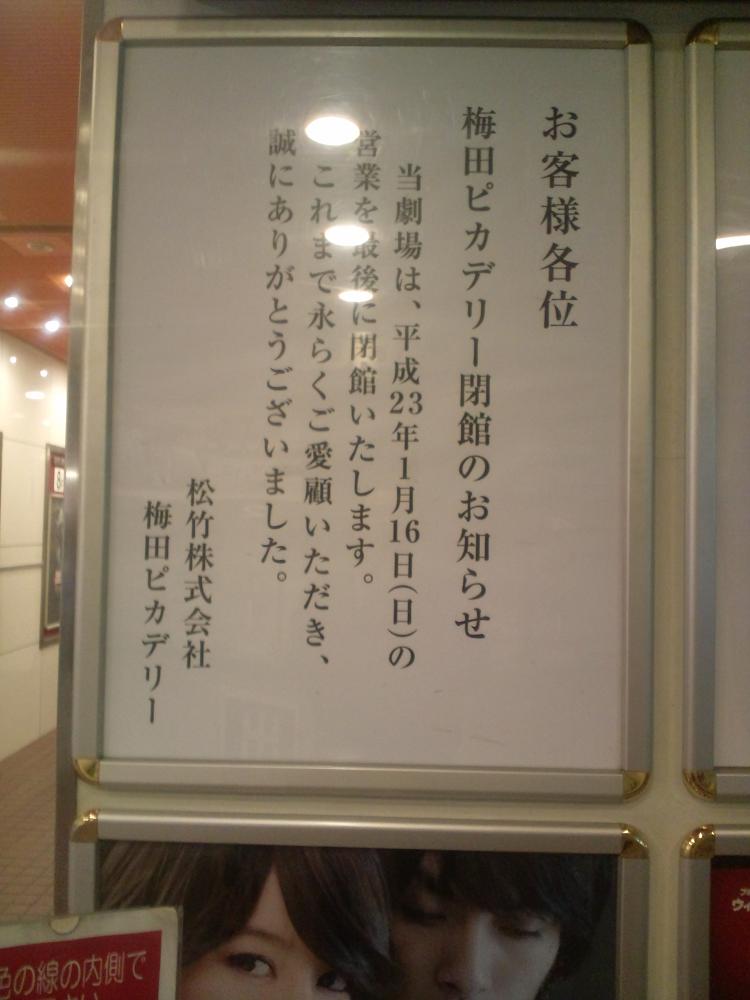 お客様各位
梅田ピカデリー閉館のお知らせ
当劇場は、平成23年1月16日(日)の
営業を最後に閉館いたします。
これまで永らくご愛顧いただき、
誠にありがとうございました。
松竹株式会社
梅田ピカデリー
色の線の内側で